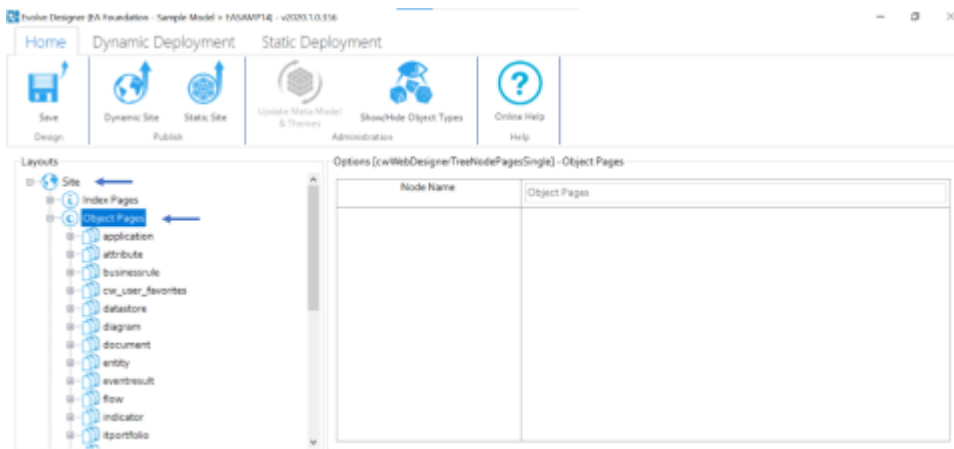 Evolve Designer [EA Foundation - Sample Model » EASAMP14] - v2020.1.0.316
Home Dynamic Deployment Static Deployment
Save Dynamic Site Static Site Update Meta Model & Themes Show/Hide Object Types Online Help
Design Publish Administration Help
Layouts
Options [cwWebDesignerTreeNodePagesSingle] - Object Pages
Site
Node Name Object Pages
Index Pages
Object Pages
application
attribute
businessrule
cw_user_favorites
datastore
diagram
document
entity
eventresult
flow
indicator
itportfolio